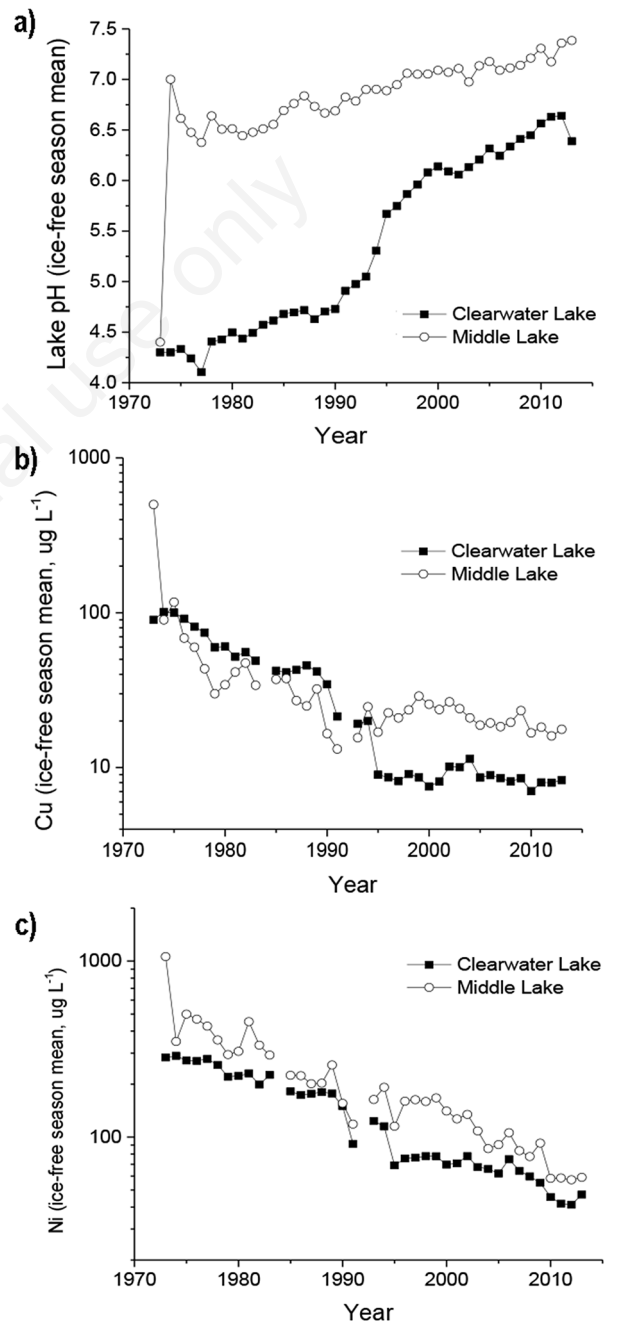 a)
7.5
7.0
6.5
6.0
5.5
5.0
4.5
4.0
Lake pH (ice-free season mean)
Clearwater Lake
Middle Lake
1970 1980 1990 2000 2010
Year
b)
1000
100
10
Cu (ice-free season mean, ug L-1)
Clearwater Lake
Middle Lake
1970 1980 1990 2000 2010
Year
c)
1000
100
Ni (ice-free season mean, ug L-1)
Clearwater Lake
Middle Lake
1970 1980 1990 2000 2010
Year
use only